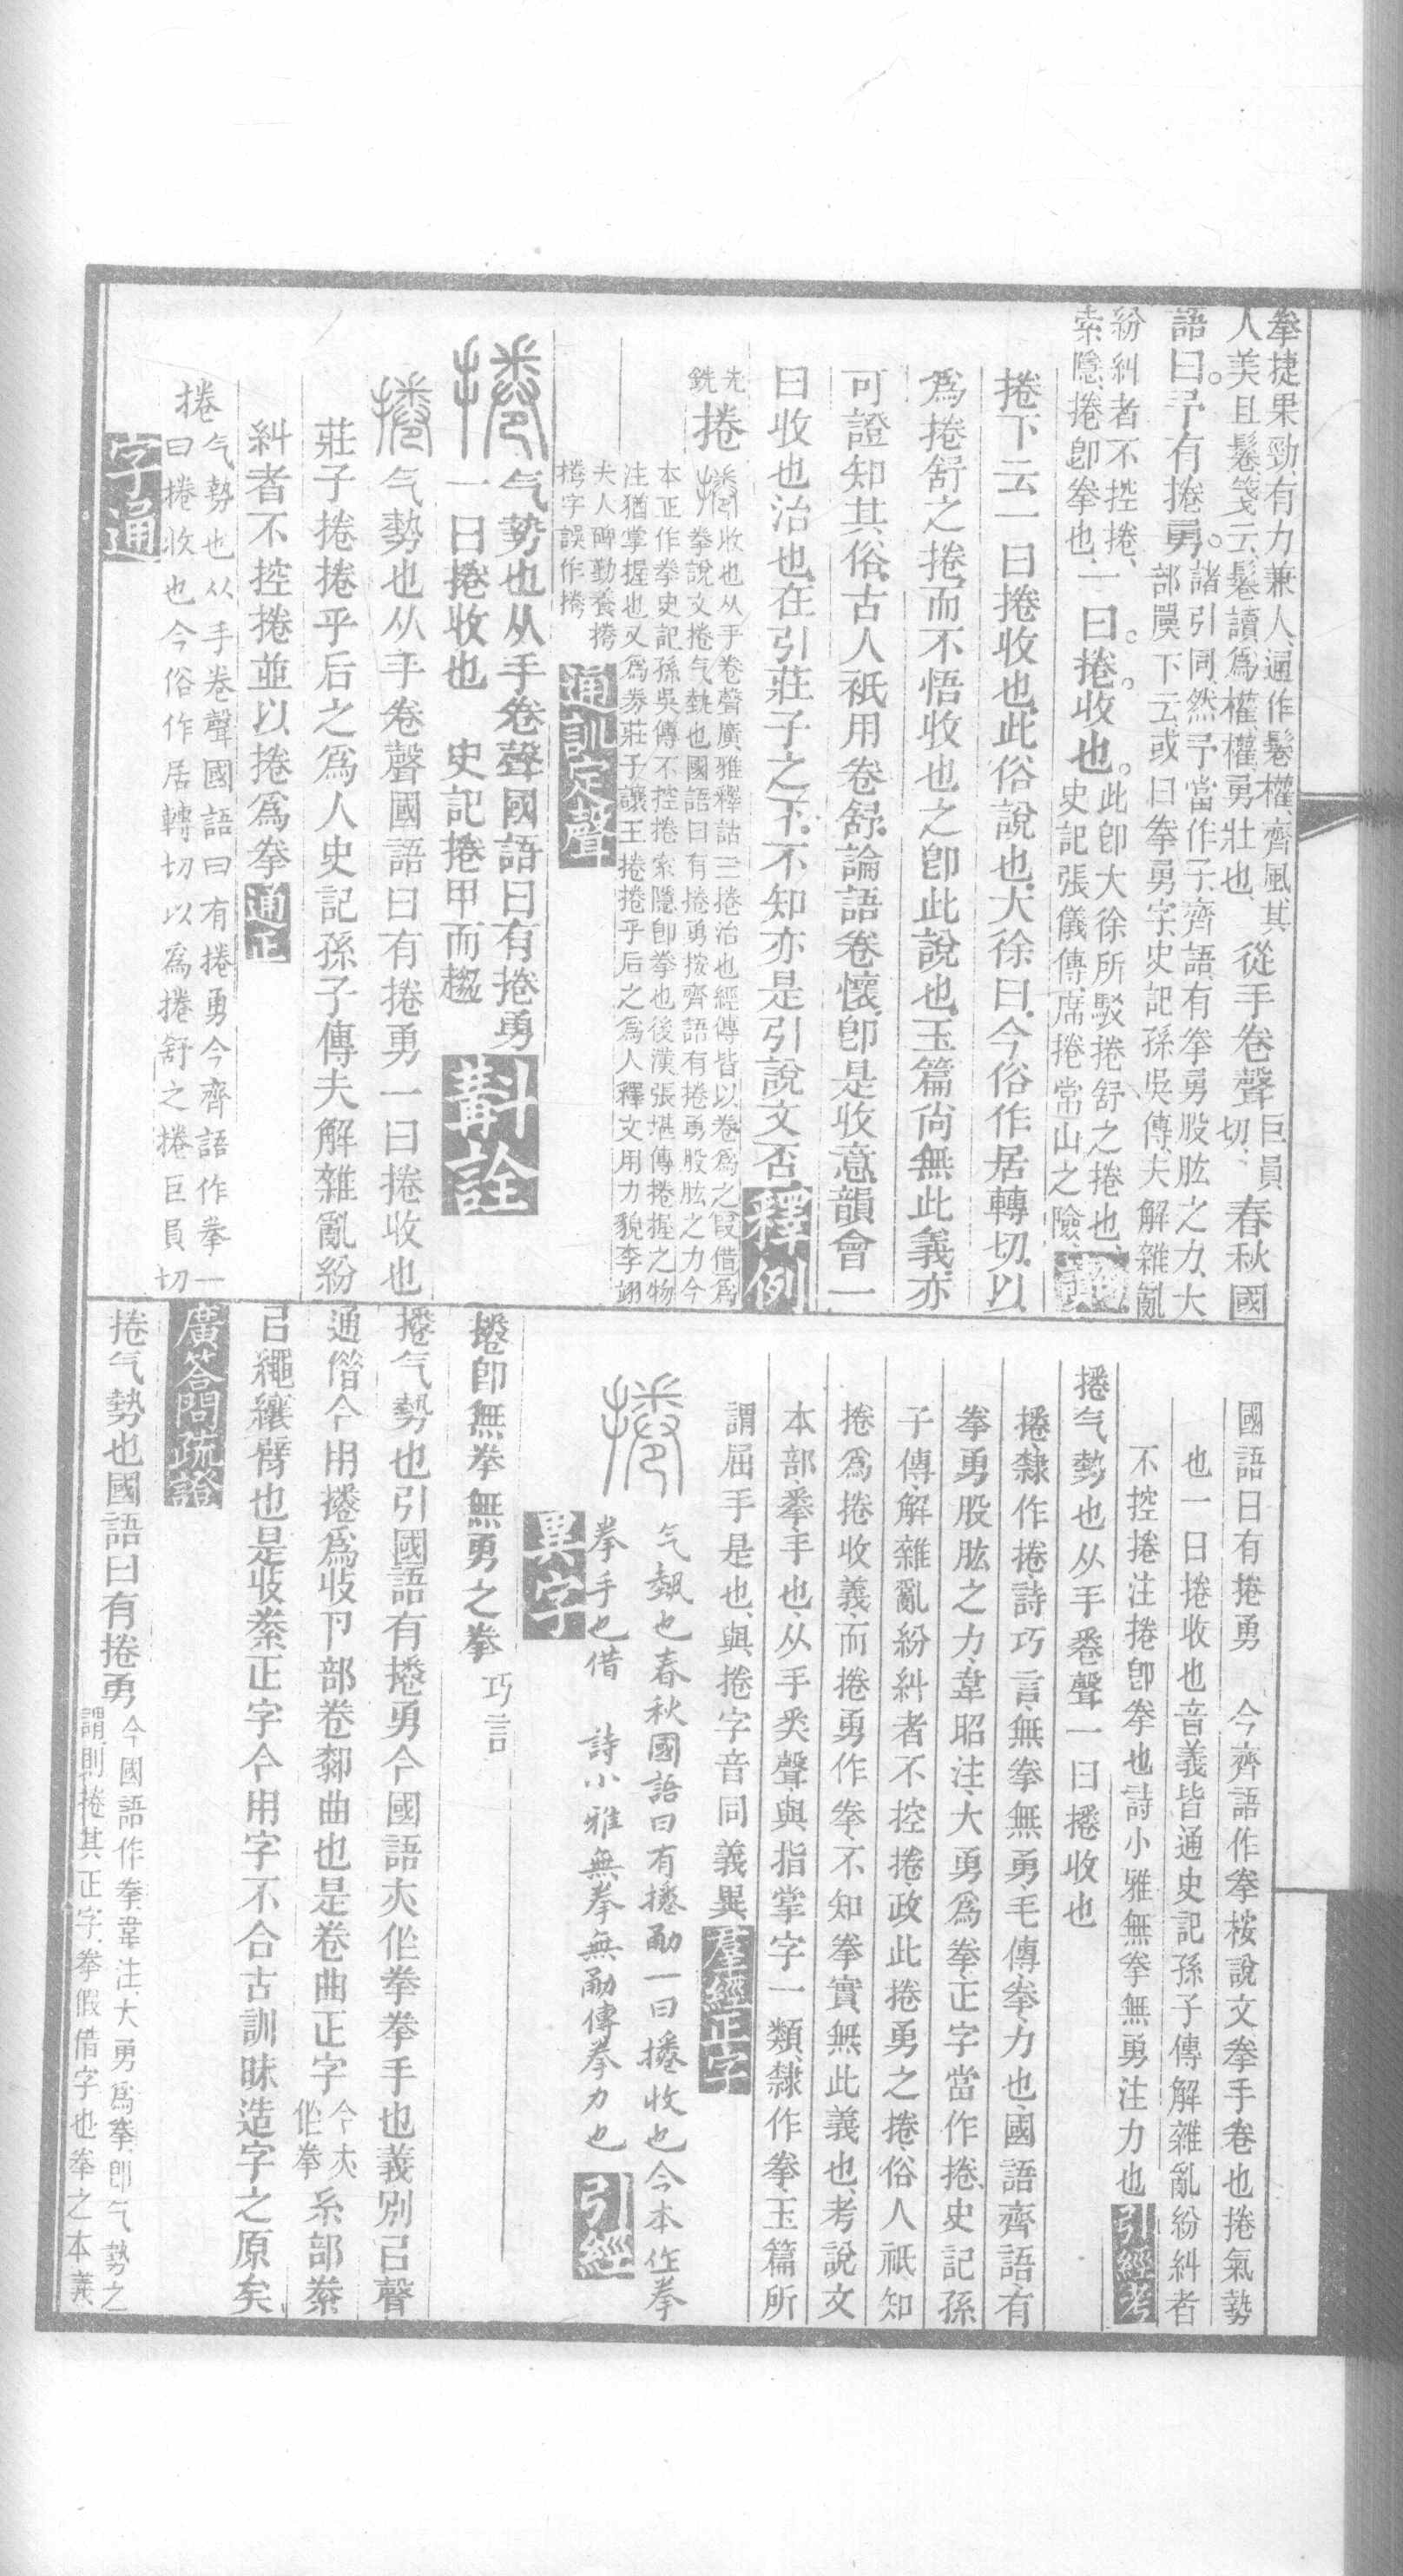 拳捷果勁有力兼人通作鬈權齊風其
人美且鬈箋云鬈讀爲權權勇壯也
從手卷聲
巨員
切
春秋國
語曰予有捲勇
諸引同然予當作子齊語有拳勇股肱之力大
部㒽下云或曰拳勇字史記孫吳傳夫解雜亂
紛糾者不控捲
索隱捲卽拳也
一曰捲收也
此卽大徐所駁捲舒之捲也
史記張儀傳席捲常山之險
捲下云一曰捲收也此俗說也大徐曰今俗作居轉切以
爲捲舒之捲而不悟收也之卽此說也玉篇尙無此義亦
可證知其俗古人祇用卷舒論語卷懷卽是收意韻會一
曰收也治也在引莊子之下不知亦是引說文否
釋例
先
銑
捲
收也从手卷聲廣雅釋詁三捲治也經傳皆以卷爲之叚借爲
拳說文捲气埶也國語曰有捲勇按齊語有捲勇股肱之力今
本正作拳史記孫吳傳不控捲索隱卽拳也後漢張堪傳捲握之物
注猶掌握也又爲劵莊子讓王捲捲乎后之爲人釋文用力貌李翊
夫人碑勤養捲
捲字誤作㩓
通訓定聲
捲
气勢也从手卷聲國語曰有捲勇
一曰捲收也　史記捲甲而趨
斠詮
捲气勢也从手卷聲國語曰有捲勇一曰捲收也
莊子捲捲乎后之爲人史記孫子傳夫解雜亂紛
糾者不控捲並以捲爲拳
通正
捲
气勢也从手卷聲國語曰有捲勇今齊語作拳一
曰捲收也今俗作居轉切以爲捲舒之捲巨員切
字通
國語曰有捲勇　今齊語作拳桉說文拳手卷也捲氣勢
也一曰捲收也音義皆通史記孫子傳解雜亂紛糾者
不控捲注捲卽拳也詩小雅無拳無勇注力也
引經考
捲气勢也从手𢍏聲一曰捲收也
捲隸作捲詩巧言無拳無勇毛傳拳力也國語齊語有
拳勇股肱之力韋昭注大勇爲拳正字當作捲史記孫
子傳解雜亂紛糾者不控捲政此捲勇之捲俗人祇知
捲爲捲收義而捲勇作拳不知拳實無此義也考說文
本部拳手也从手𢍏聲與指掌字一類隸作拳玉篇所
謂屈手是也與捲字音同義異
羣經正字
捲
气埶也春秋國語曰有捲勈一曰捲收也今本作拳
拳手也借　詩小雅無拳無勈傳拳力也
引經
異字
捲卽無拳無勇之拳　巧言
捲气勢也引國語有捲勇今國語亦作拳拳手也義別㠯聲
通借今用捲爲收卪部卷厀曲也是卷曲正字
今亦
作拳
糸部䊎
㠯繩纕臂也是收䊎正字今用字不合古訓昧造字之原矣
廣答問疏證
捲气勢也國語曰有捲勇
今國語作拳韋注大勇爲拳卽气勢之
謂則捲其正字拳假借字也拳之本義